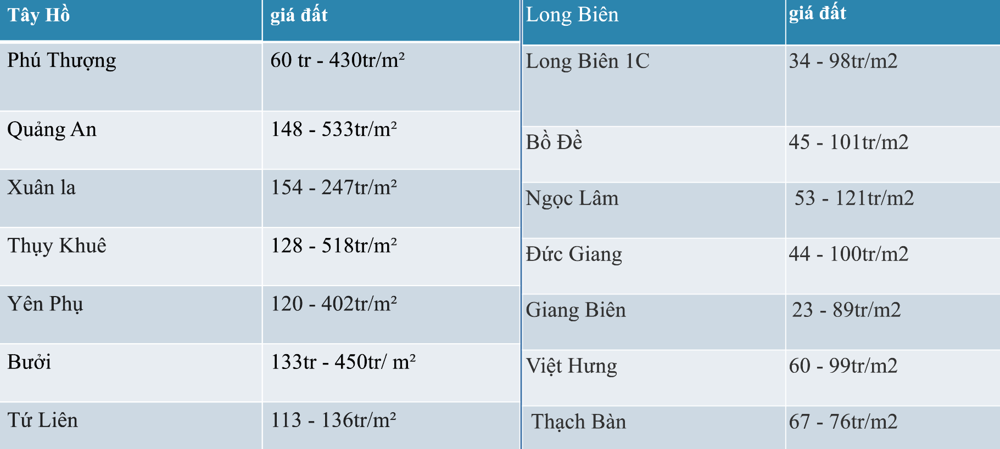 Tây Hồ
giá đất
Phú Thượng
60 tr - 430tr/m²
Quảng An
148 - 533tr/m²
Xuân la
154 - 247tr/m²
Thụy Khuê
128 - 518tr/m²
Yên Phụ
120 - 402tr/m²
Bưởi
133tr - 450tr/ m²
Tứ Liên
113 - 136tr/m²
Long Biên
giá đất
Long Biên 1C
34 - 98tr/m2
Bồ Đề
45 - 101tr/m2
Ngọc Lâm
53 - 121tr/m2
Đức Giang
44 - 100tr/m2
Giang Biên
23 - 89tr/m2
Việt Hưng
60 - 99tr/m2
Thạch Bàn
67 - 76tr/m2